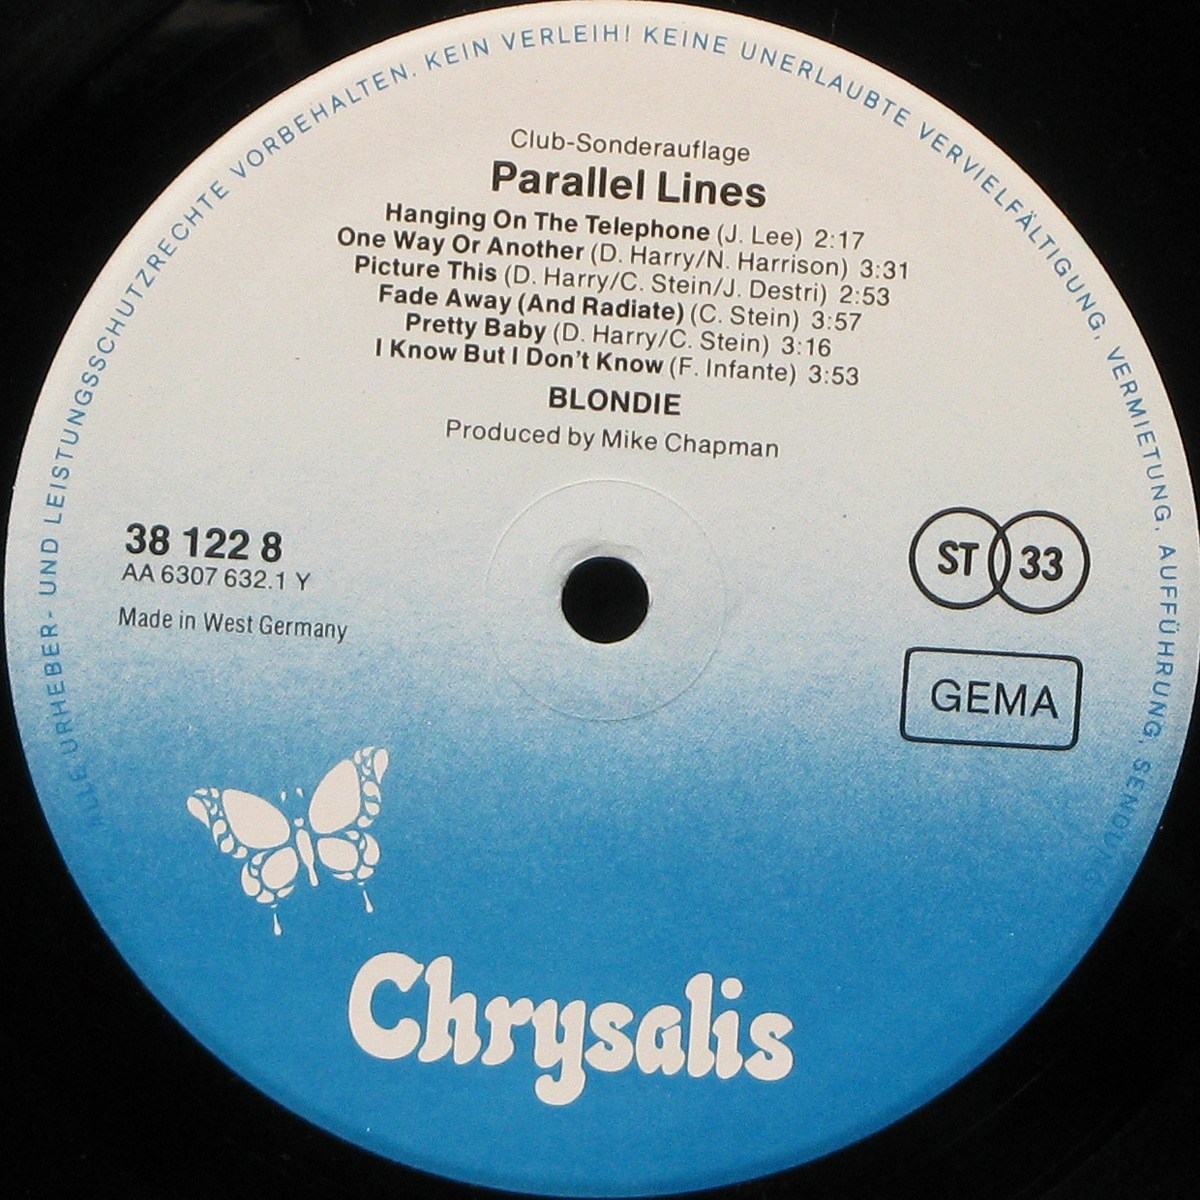 ALLE URHEBER- UND LEISTUNGSSCHUTZRECHTE VORBEHALTEN. KEIN VERLEIH! KEINE UNERLAUBTE VERVIELFÄLTIGUNG, VERMIETUNG, AUFFÜHRUNG, SENDUNG
Club-Sonderauflage
Parallel Lines
Hanging On The Telephone (J. Lee) 2:17
One Way Or Another (D. Harry/N. Harrison) 3:31
Picture This (D. Harry/C. Stein/J. Destri) 2:53
Fade Away (And Radiate) (C. Stein) 3:57
Pretty Baby (D. Harry/C. Stein) 3:16
I Know But I Don't Know (F. Infante) 3:53
BLONDIE
Produced by Mike Chapman
38 122 8
AA 6307 632.1 Y
Made in West Germany
ST 33
GEMA
Chrysalis